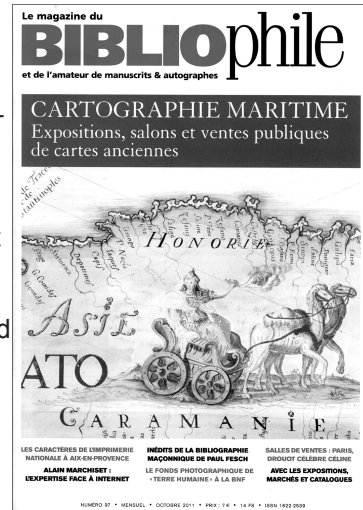 Le magazine du
BIBLIOphile
et de l'amateur de manuscrits & autographes
CARTOGRAPHIE MARITIME
Expositions, salons et ventes publiques
de cartes anciennes
HONORIE
ASIE
ATO
CARAMANIE
LES CARACTÈRES DE L'IMPRIMERIE
NATIONALE À AIX-EN-PROVENCE
ALAIN MARCHISET :
L'EXPERTISE FACE À INTERNET
INÉDITS DE LA BIBLIOGRAPHIE
MAÇONNIQUE DE PAUL FESCH
LE FONDS PHOTOGRAPHIQUE DE
« TERRE HUMAINE » À LA BNF
SALLES DE VENTES : PARIS,
DROUOT CÉLÈBRE CÉLINE
AVEC LES EXPOSITIONS,
MARCHÉS ET CATALOGUES
NUMÉRO 97 • MENSUEL • OCTOBRE 2011 • PRIX : 7 € • 14 FS • ISSN 1622-2539